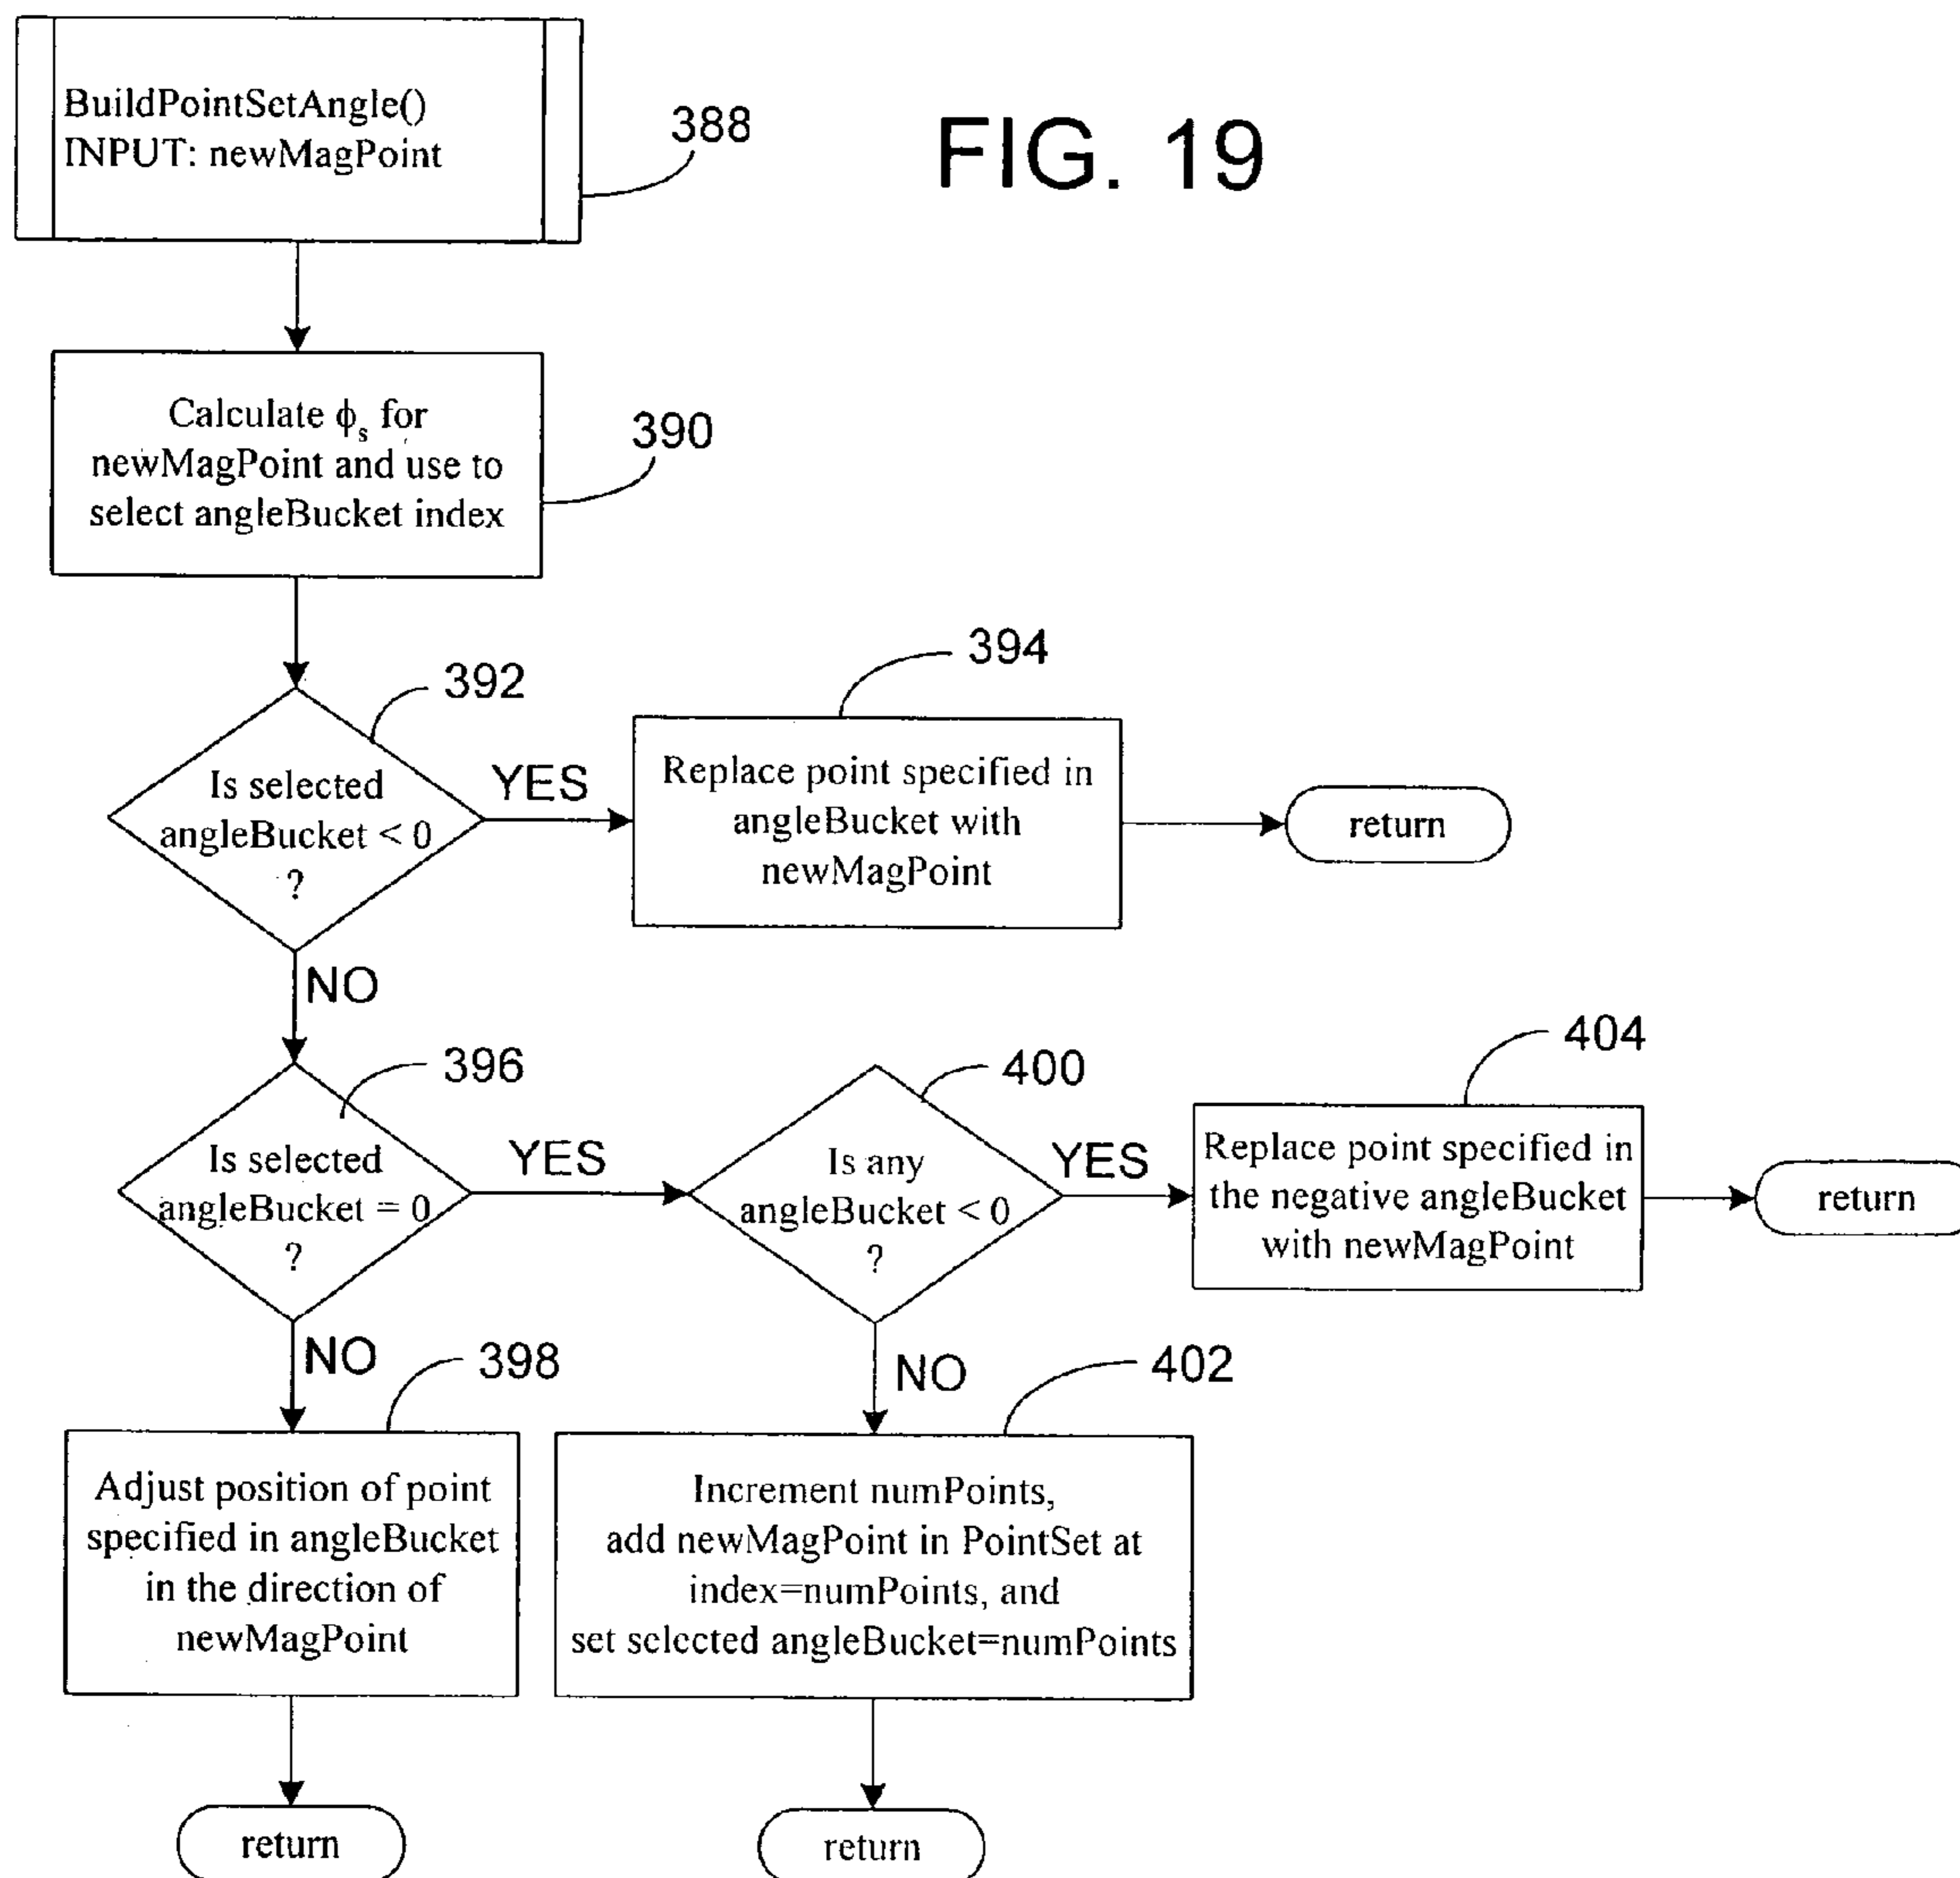 BuildPointSetAngle()
INPUT: newMagPoint
388
FIG. 19
Calculate ϕs for
newMagPoint and use to
select angleBucket index
390
392
Is selected
angleBucket < 0
?
YES
394
Replace point specified in
angleBucket with
newMagPoint
return
NO
396
Is selected
angleBucket = 0
?
YES
400
Is any
angleBucket < 0
?
YES
404
Replace point specified in
the negative angleBucket
with newMagPoint
return
NO
398
Adjust position of point
specified in angleBucket
in the direction of
newMagPoint
return
NO
402
Increment numPoints,
add newMagPoint in PointSet at
index=numPoints, and
set selected angleBucket=numPoints
return